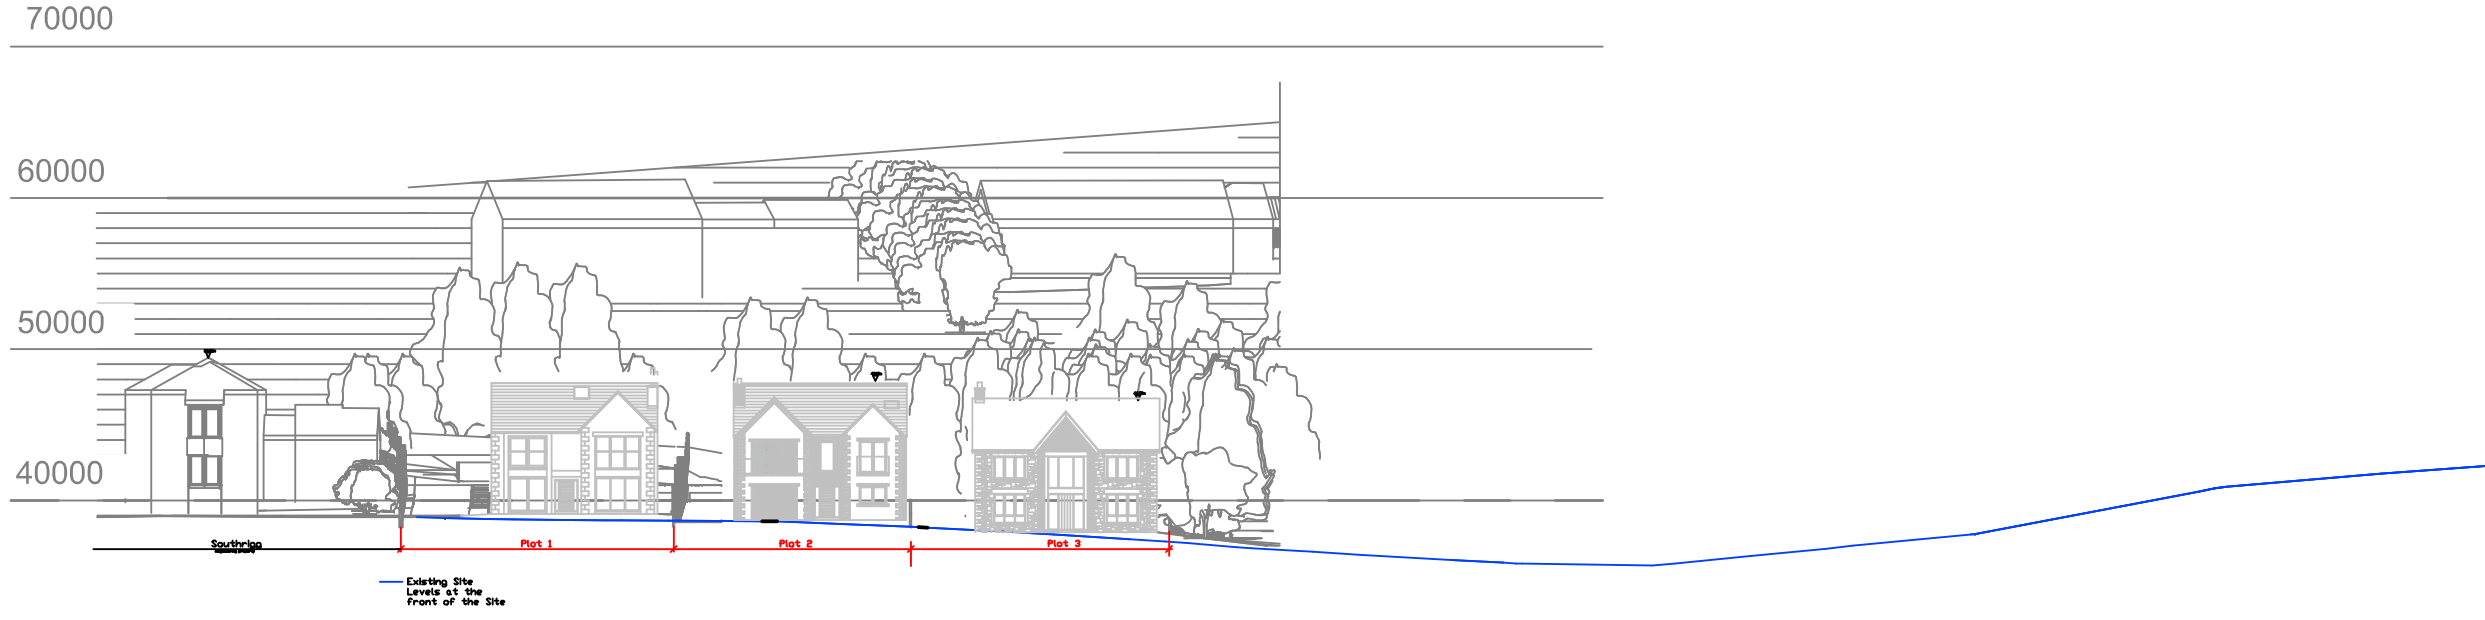 70000
60000
50000
40000
Southrigg
Plot 1
Plot 2
Plot 3
Existing Site
Levels at the
front of the Site